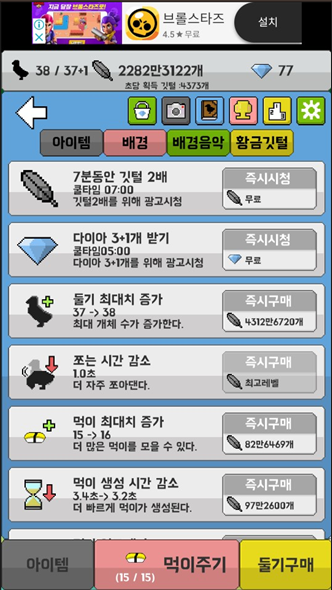 브롤스타즈
4.5★ 무료
설치
38 / 37+1
2282만3122개
77
초당 획득 깃털 :4373개
아이템
배경
배경음악
황금깃털
7분동안 깃털 2배
쿨타임 07:00
깃털2배를 위해 광고시청
즉시시청
무료
다이아 3+1개 받기
쿨타임05:00
다이아 3+1개를 위해 광고시청
즉시시청
무료
둘기 최대치 증가
37 -> 38
최대 개체 수가 증가한다.
즉시구매
4312만6720개
쪼는 시간 감소
1.0초
더 자주 쪼아댄다.
즉시구매
최고레벨
먹이 최대치 증가
15 -> 16
더 많은 먹이를 모을 수 있다.
즉시구매
82만6469개
먹이 생성 시간 감소
3.4초-> 3.2초
더 빠르게 먹이가 생성된다.
즉시구매
97만2600개
아이템
먹이주기
(15 / 15)
둘기구매